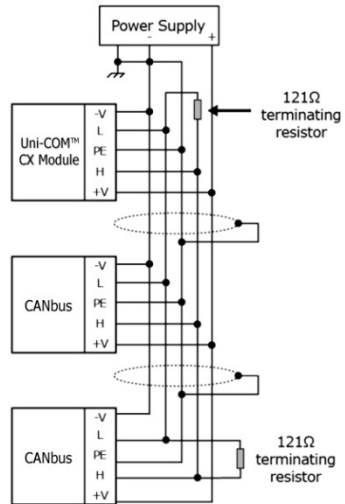 Power Supply
- +
121Ω
terminating
resistor
Uni-COM™
CX Module
-V
L
PE
H
+V
CANbus
-V
L
PE
H
+V
CANbus
-V
L
PE
H
+V
121Ω
terminating
resistor